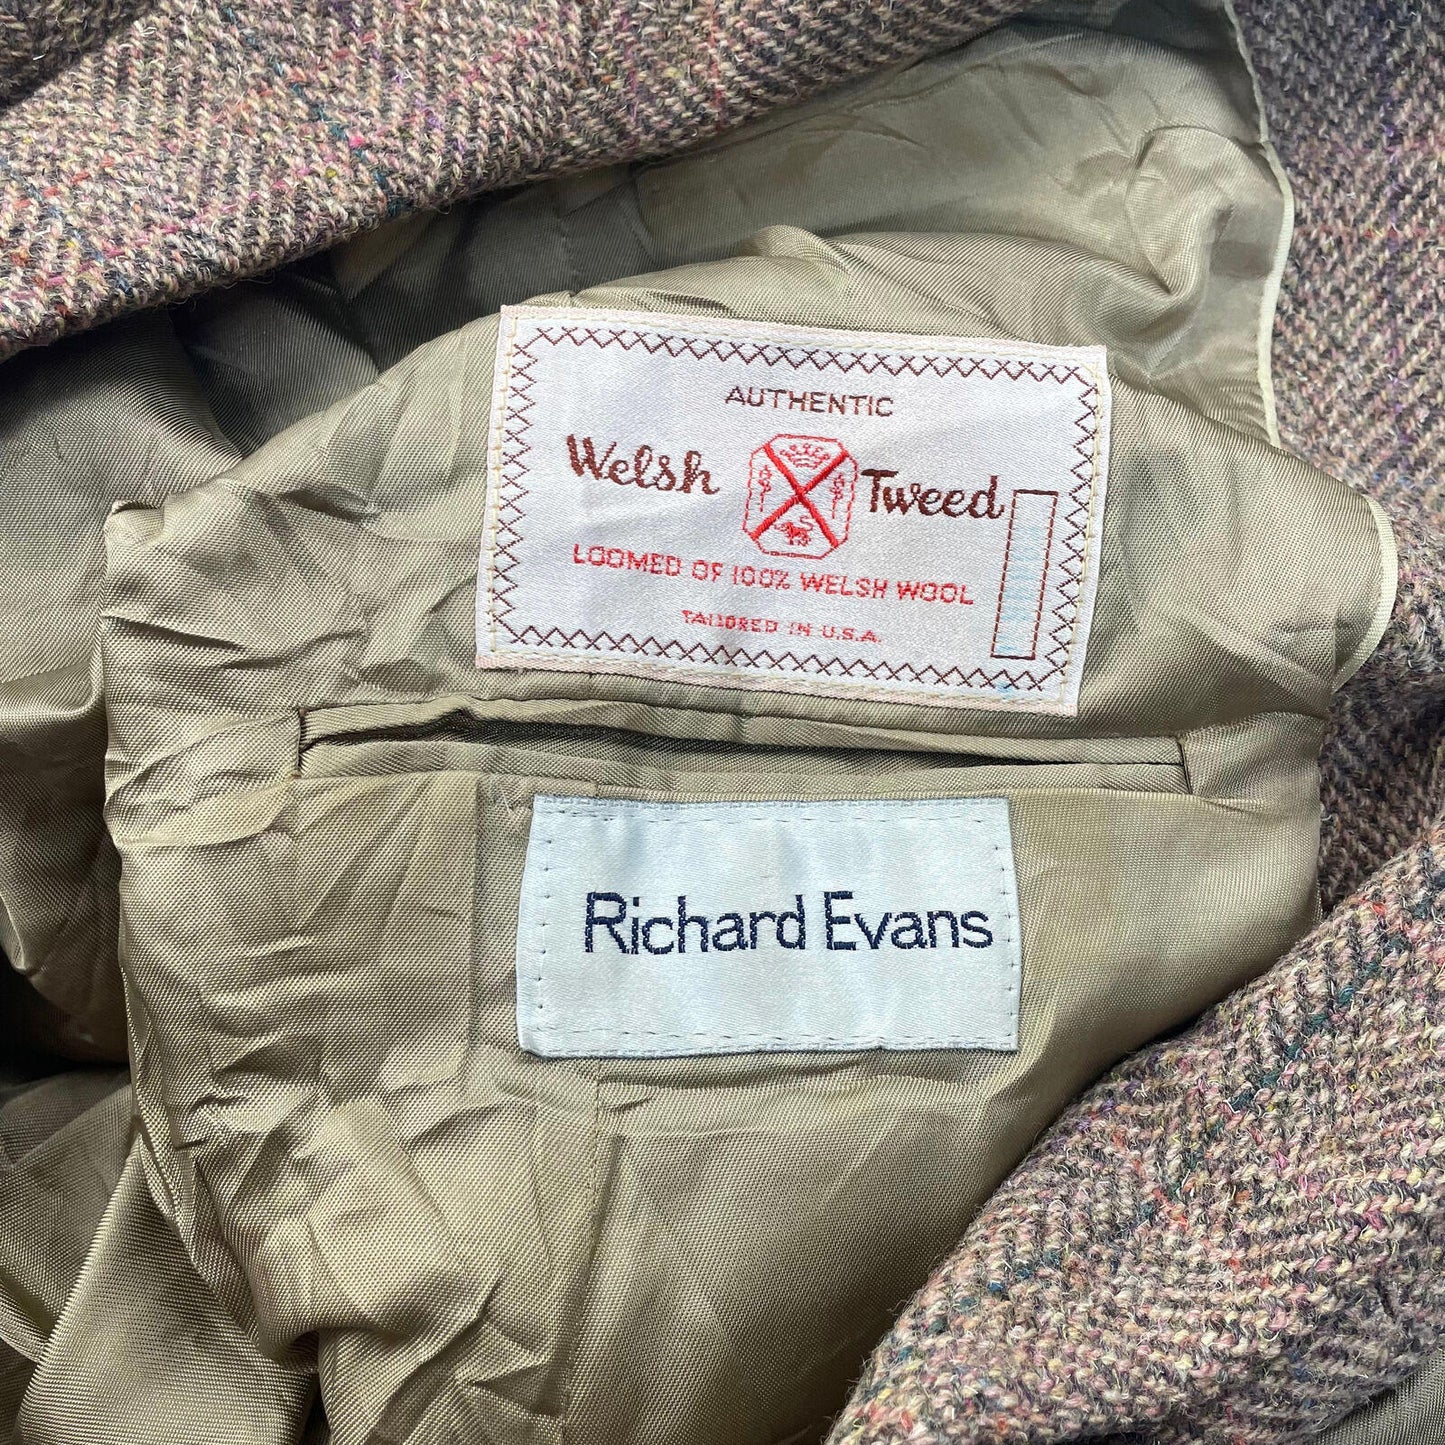 AUTHENTIC
Welsh Tweed
LOOMED OF 100% WELSH WOOL
TAILORED IN U.S.A.
Richard Evans